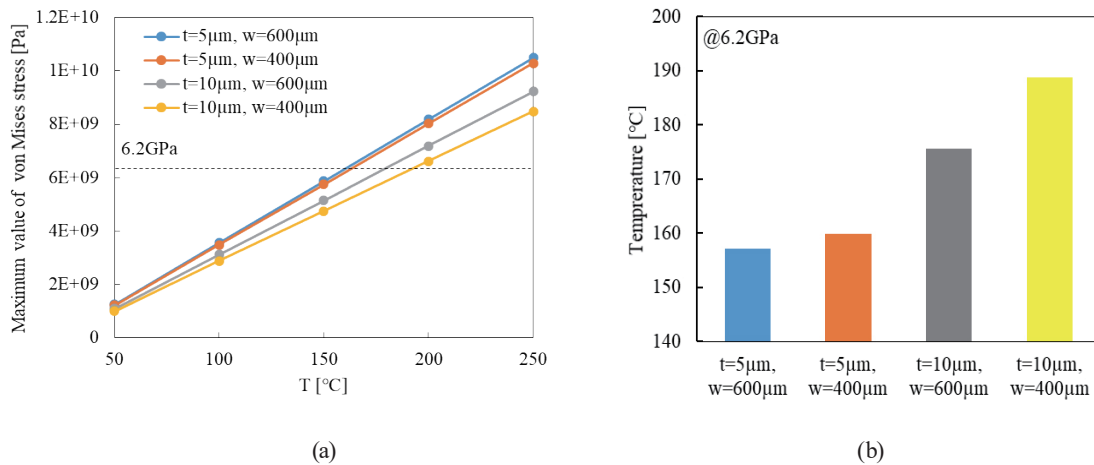 Maximum value of von Mises stress [Pa]
1.2E+10
1E+10
8E+09
6E+09
4E+09
2E+09
0
t=5μm, w=600μm
t=5μm, w=400μm
t=10μm, w=600μm
t=10μm, w=400μm
6.2GPa
50 100 150 200 250
T [°C]
(a)
Temprerature [°C]
200
190
180
170
160
150
140
@6.2GPa
t=5μm, t=5μm, t=10μm, t=10μm,
w=600μm w=400μm w=600μm w=400μm
(b)